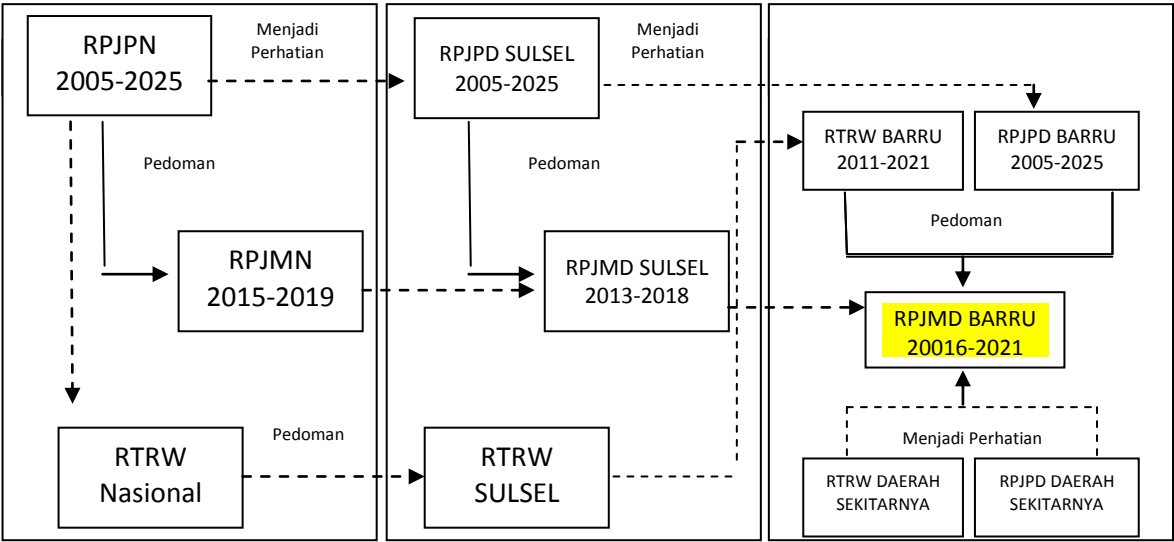 RPJPN
2005-2025
Menjadi
Perhatian
Pedoman
RPJMN
2015-2019
RTRW
Nasional
Pedoman
RPJPD SULSEL
2005-2025
Menjadi
Perhatian
Pedoman
RPJMD SULSEL
2013-2018
RTRW
SULSEL
RTRW BARRU
2011-2021
RPJPD BARRU
2005-2025
Pedoman
RPJMD BARRU
20016-2021
Menjadi Perhatian
RTRW DAERAH
SEKITARNYA
RPJPD DAERAH
SEKITARNYA